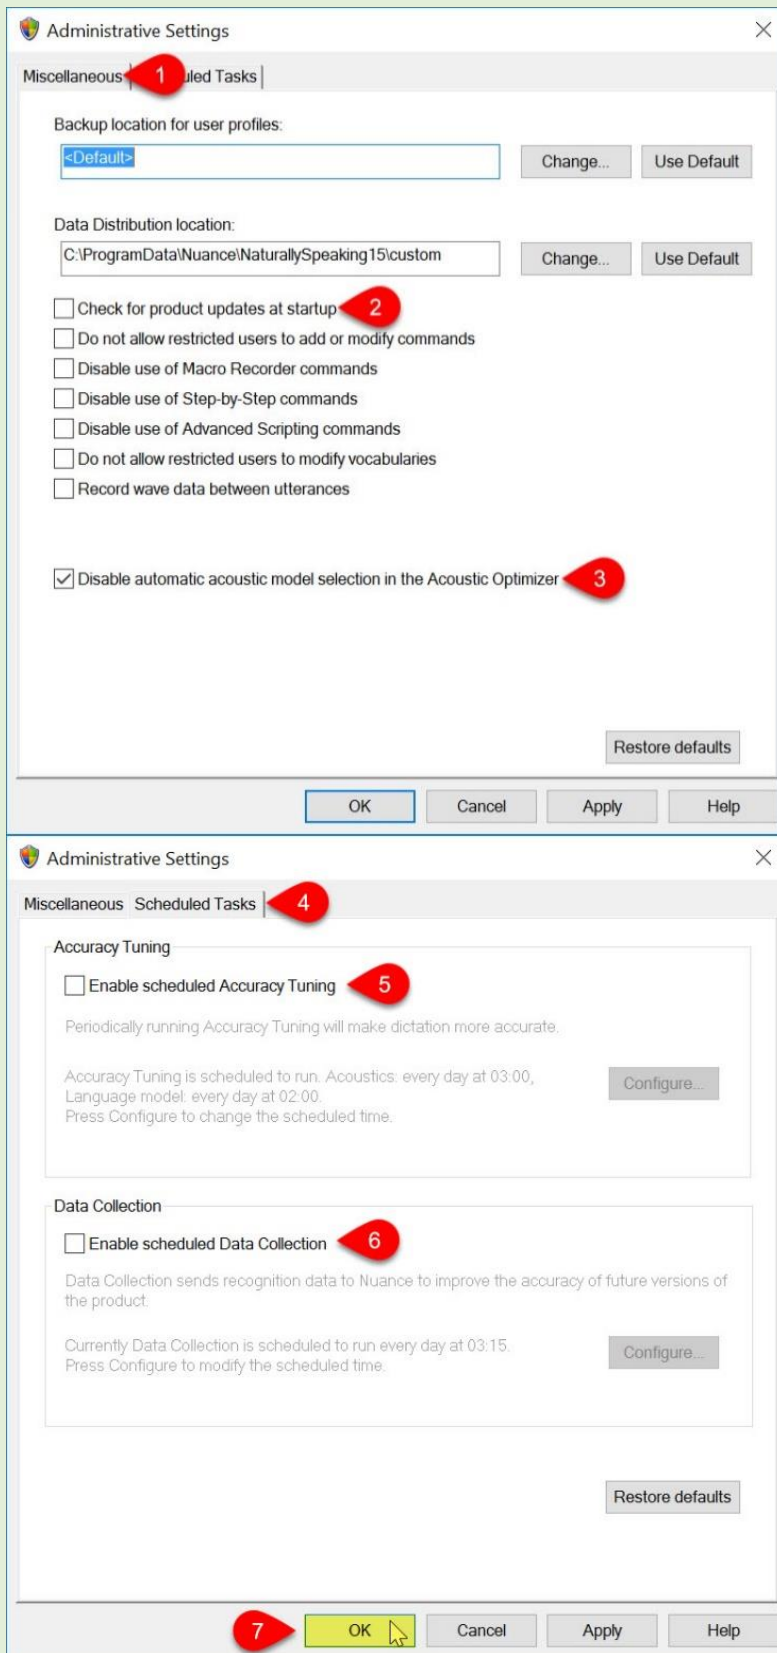 Administrative Settings
Miscellaneous 1 uled Tasks
Backup location for user profiles:
<Default> Change... Use Default
Data Distribution location:
C:\ProgramData\Nuance\NaturallySpeaking15\custom Change... Use Default
Check for product updates at startup 2
Do not allow restricted users to add or modify commands
Disable use of Macro Recorder commands
Disable use of Step-by-Step commands
Disable use of Advanced Scripting commands
Do not allow restricted users to modify vocabularies
Record wave data between utterances
Disable automatic acoustic model selection in the Acoustic Optimizer 3
Restore defaults
OK Cancel Apply Help
Administrative Settings
Miscellaneous Scheduled Tasks 4
Accuracy Tuning
Enable scheduled Accuracy Tuning 5
Periodically running Accuracy Tuning will make dictation more accurate.
Accuracy Tuning is scheduled to run. Acoustics: every day at 03:00,
Language model: every day at 02:00.
Press Configure to change the scheduled time.
Configure...
Data Collection
Enable scheduled Data Collection 6
Data Collection sends recognition data to Nuance to improve the accuracy of future versions of
the product.
Currently Data Collection is scheduled to run every day at 03:15.
Press Configure to modify the scheduled time.
Configure...
Restore defaults
7 OK Cancel Apply Help